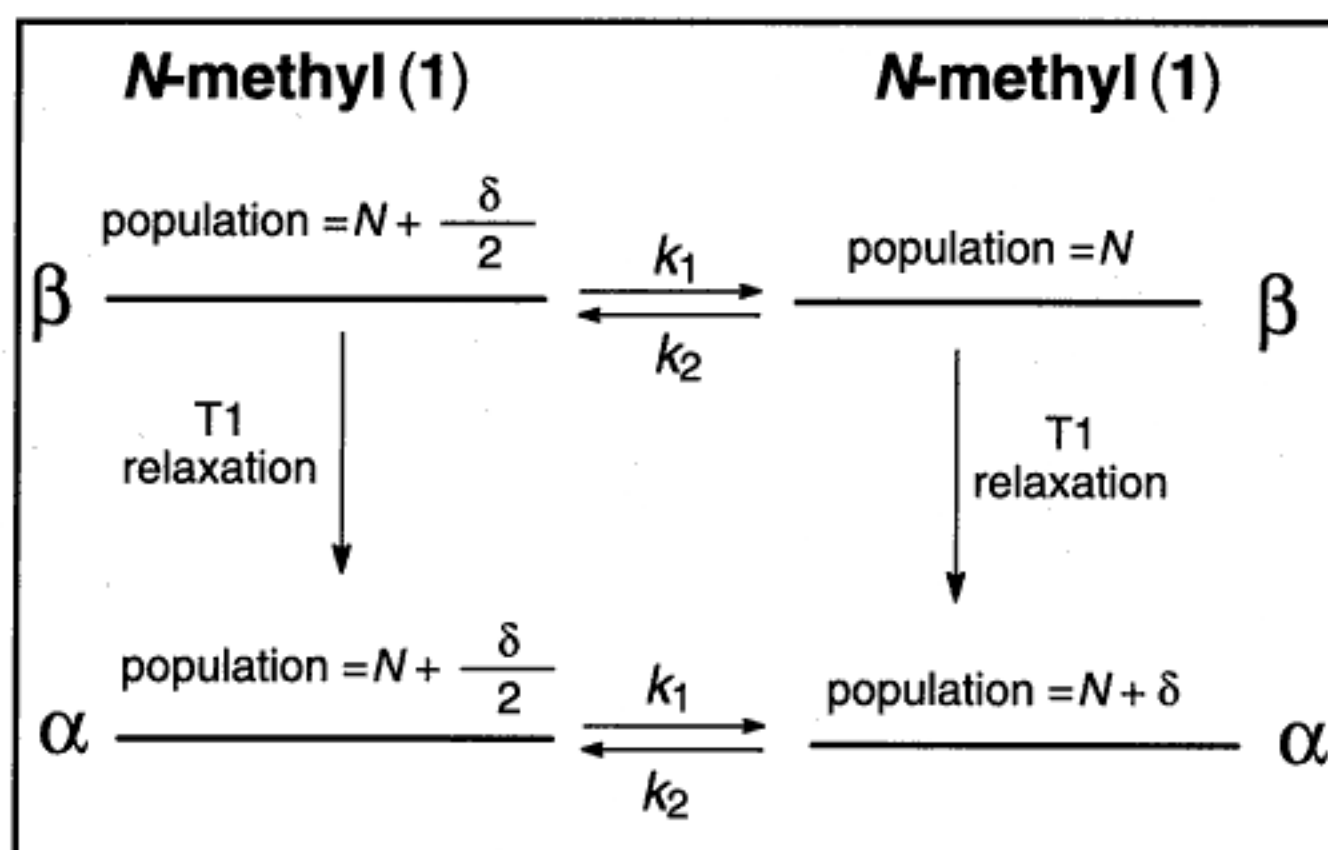 N-methyl (1) N-methyl (1)
population = N + δ/2 population = N
β k₁ β
k₂
T1 relaxation T1 relaxation
population = N + δ/2 population = N + δ
α k₁ α
k₂